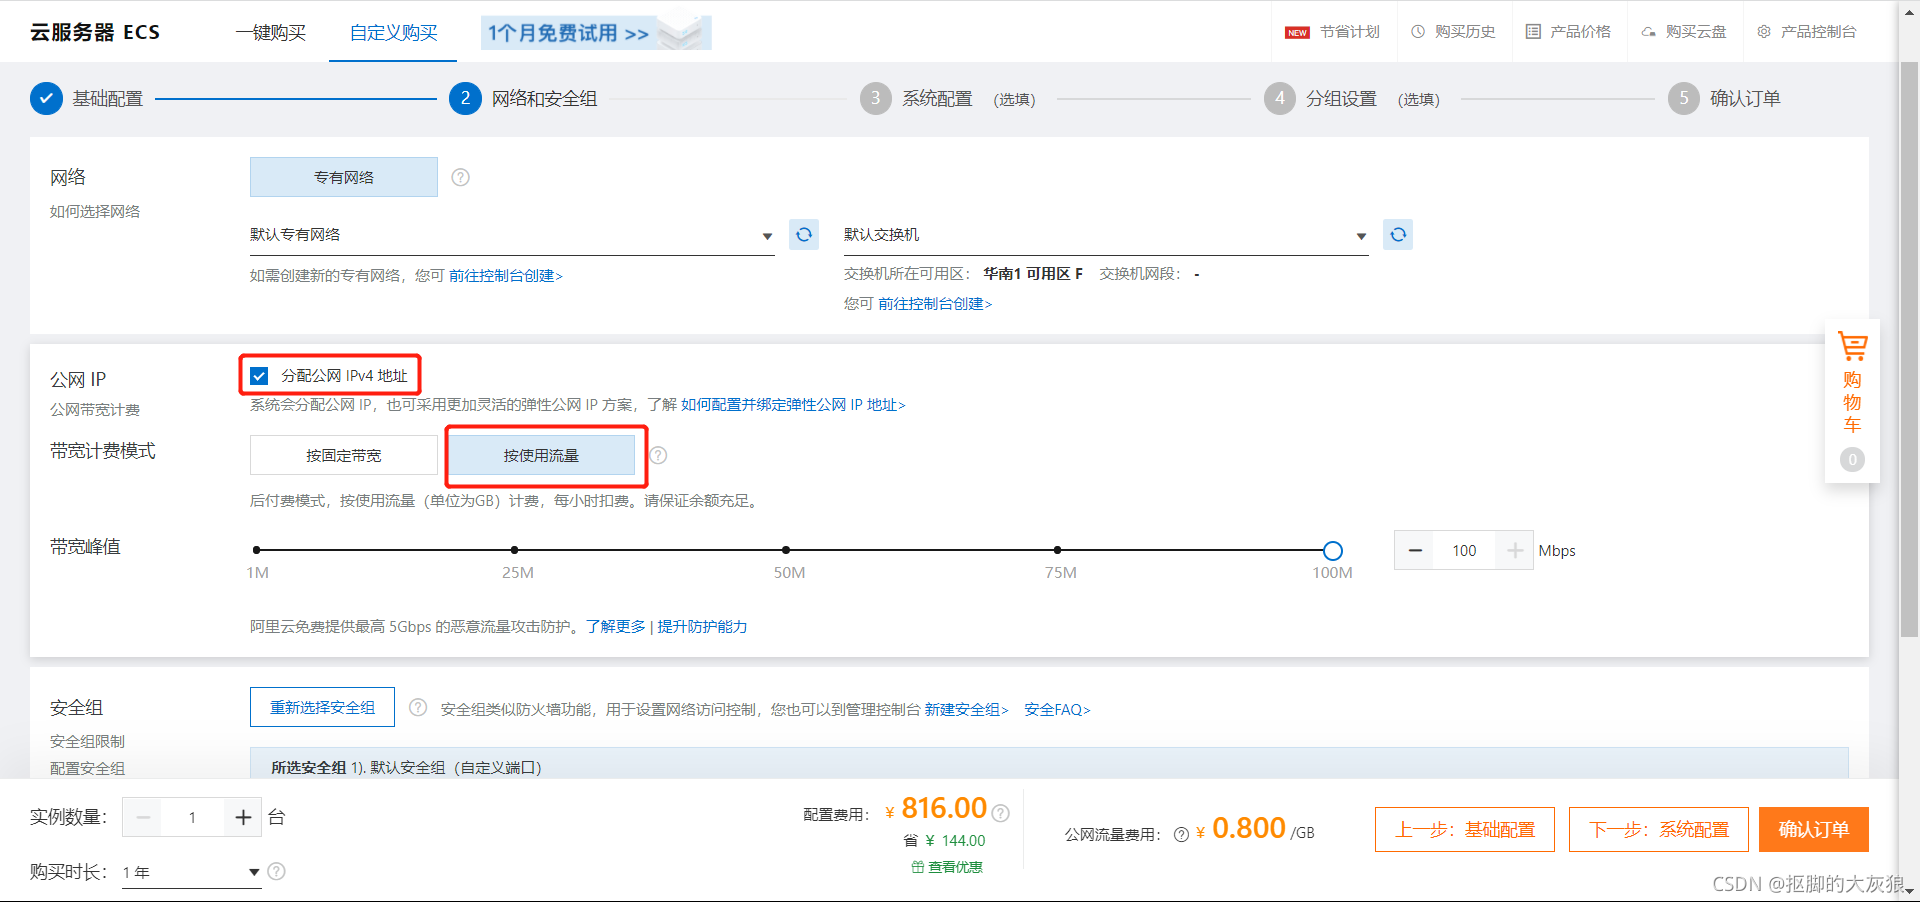 云服务器 ECS
一键购买
自定义购买
1个月免费试用 >>
NEW 节省计划
购买历史
产品价格
购买云盘
产品控制台
基础配置
2 网络和安全组
3 系统配置 (选填)
4 分组设置 (选填)
5 确认订单
网络
专有网络
如何选择网络
默认专有网络
默认交换机
如需创建新的专有网络，您可 前往控制台创建>
交换机所在可用区： 华南1 可用区 F 交换机网段： -
您可 前往控制台创建>
公网 IP
分配公网 IPv4 地址
公网带宽计费
系统会分配公网 IP，也可采用更加灵活的弹性公网 IP 方案，了解 如何配置并绑定弹性公网 IP 地址>
带宽计费模式
按固定带宽
按使用流量
后付费模式，按使用流量（单位为GB）计费，每小时扣费。请保证余额充足。
带宽峰值
1M
25M
50M
75M
100M
100 Mbps
阿里云免费提供最高 5Gbps 的恶意流量攻击防护。了解更多 | 提升防护能力
购物车
0
安全组
重新选择安全组
安全组类似防火墙功能，用于设置网络访问控制，您也可以到管理控制台 新建安全组> 安全FAQ>
安全组限制
配置安全组
所选安全组 1). 默认安全组（自定义端口）
实例数量： 1 台
购买时长： 1 年
配置费用： ¥ 816.00
省 ¥ 144.00
查看优惠
公网流量费用： ¥ 0.800 /GB
上一步：基础配置
下一步：系统配置
确认订单
CSDN @抠脚的大灰狼